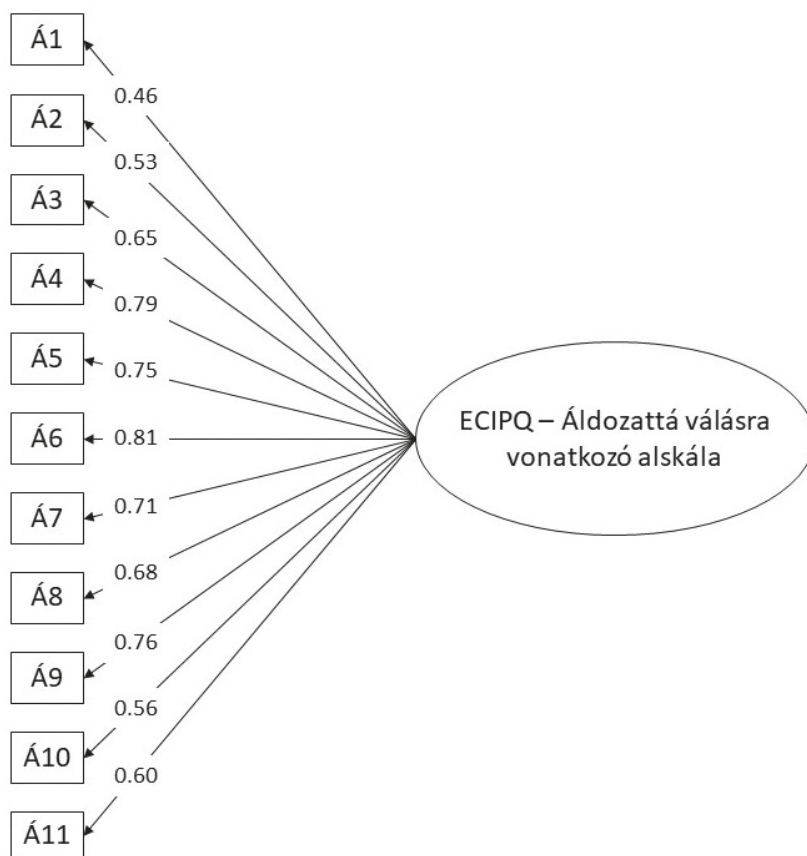 Á1
0.46
Á2
0.53
Á3
0.65
Á4
0.79
Á5
0.75
Á6
0.81
Á7
0.71
Á8
0.68
Á9
0.76
Á10
0.56
Á11
0.60
ECIPQ – Áldozattá válásra
vonatkozó alskála